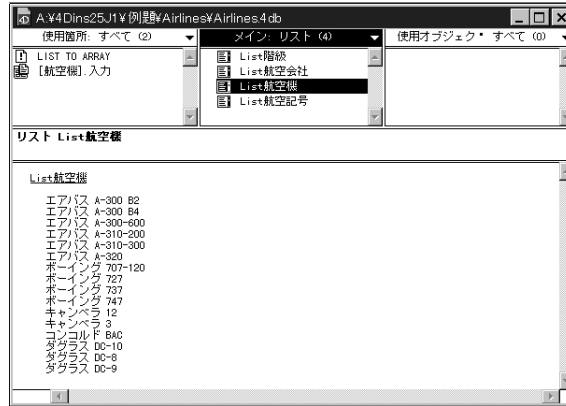 A:¥4Dins25J1¥例題¥Airlines¥Airlines.4db
使用箇所: すべて (2)
メイン: リスト (4)
使用オブジェクﾄ すべて (0)
LIST TO ARRAY
[航空機].入力
List階級
List航空会社
List航空機
List航空記号
リスト List航空機
List航空機
エアバス A-300 B2
エアバス A-300 B4
エアバス A-300-600
エアバス A-310-200
エアバス A-310-300
エアバス A-320
ボーイング 707-120
ボーイング 727
ボーイング 737
ボーイング 747
キャンベラ 12
キャンベラ 3
コンコルド BAC
ダグラス DC-10
ダグラス DC-8
ダグラス DC-9